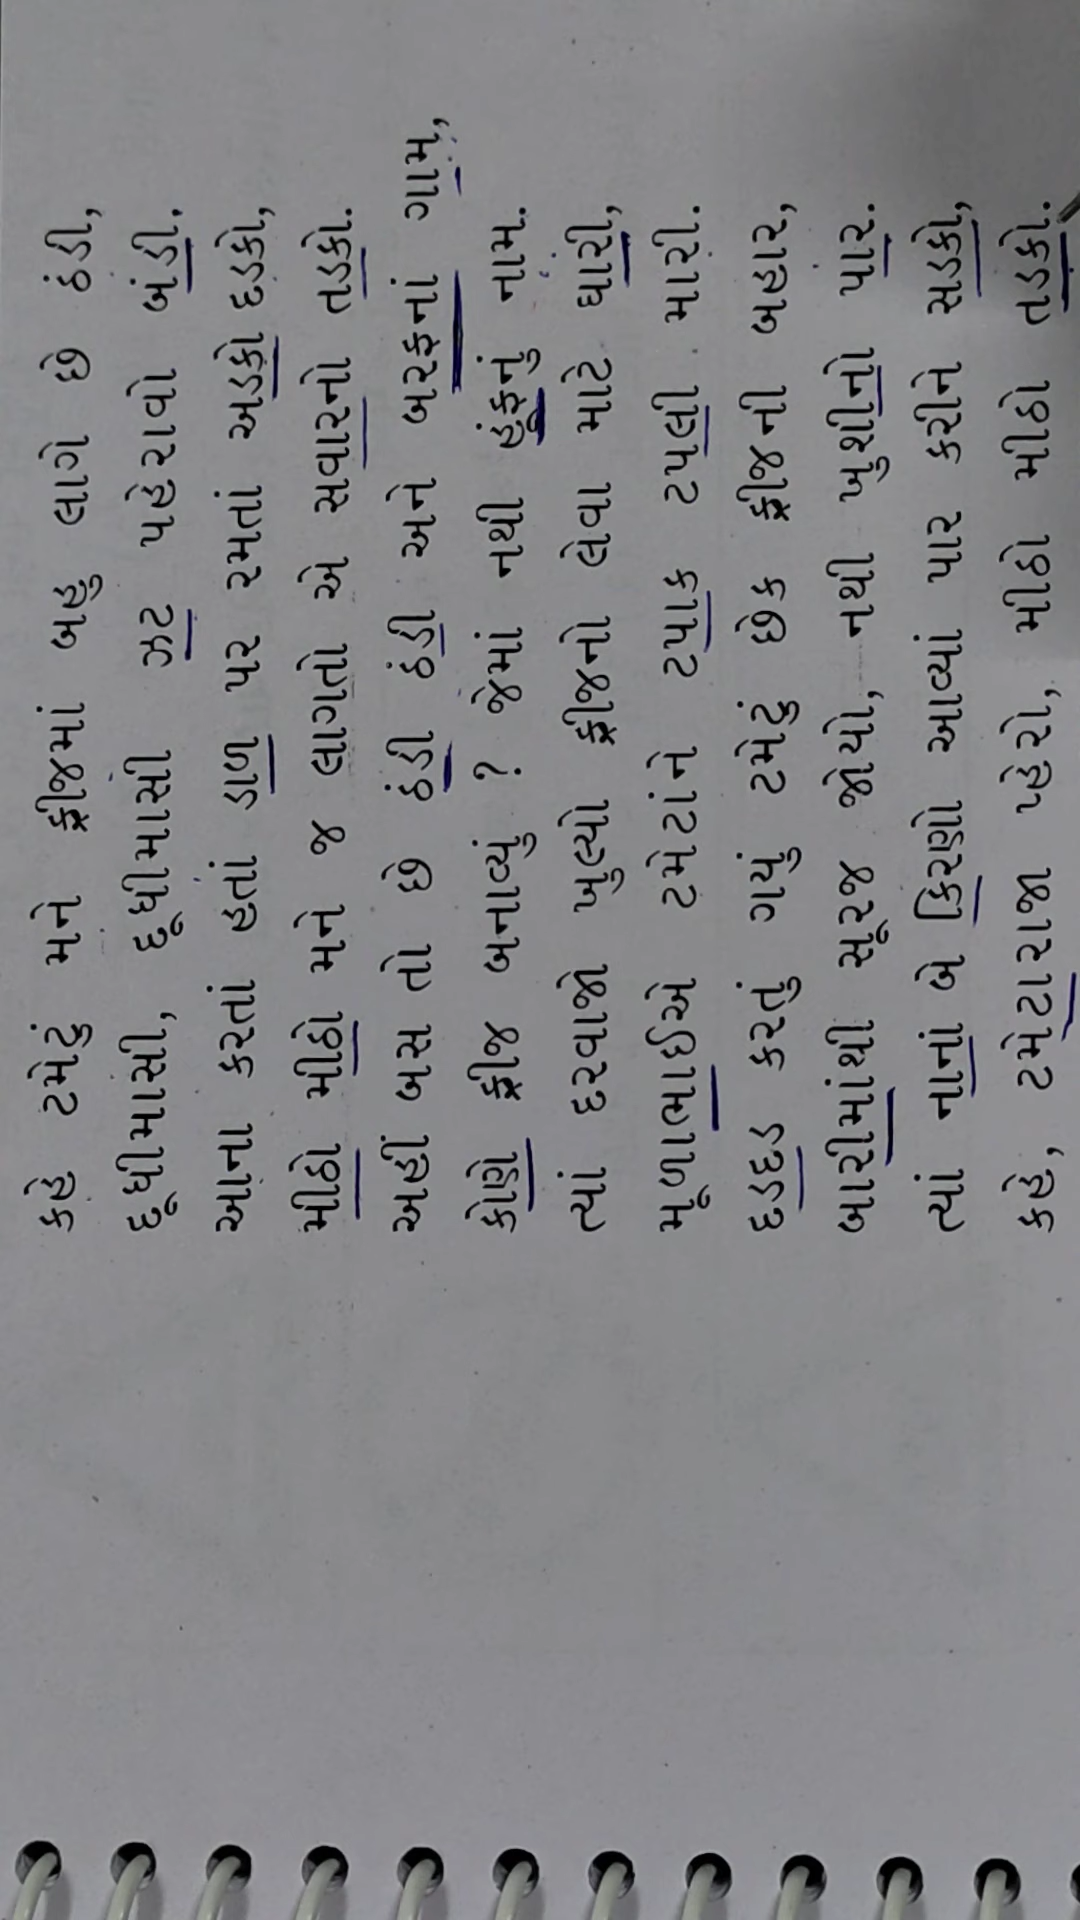 કહે ટમેટું મને ફ્રીજમાં બહુ લાગે છે ઠંડી,
દૂધીમાસી, દૂધીમાસી ઝટ પહેરાવો બંડી.
આના કરતાં હતાં ડાળ પર રમતાં અડકો દડકો,
મીઠો મીઠો મને જ લાગતો એ સવારનો તડકો.
અહીં બસ તો છે ઠંડી ઠંડી અને બરફનાં ગામ,
કોણે ફ્રીજ બનાવ્યું ? જેમાં નથી હૂંફનું નામ.
ત્યાં દરવાજો ખુલ્યો ફ્રીજનો લેવા માટે ઘારી,
મૂળાભાઇએ ટમેટાંને ટપાક ટપલી મારી.
દડદડ કરતું ગયું ટમેટું છેક ફ્રીજની બહાર,
બારીમાંથી સૂરજ જોયો, નથી ખુશીનો પાર.
ત્યાં નાનાં બે કિરણો આવ્યાં પાર કરીને સડકો,
કહે, ટમેટારાજા પહેરો, મીઠો મીઠો તડકો.